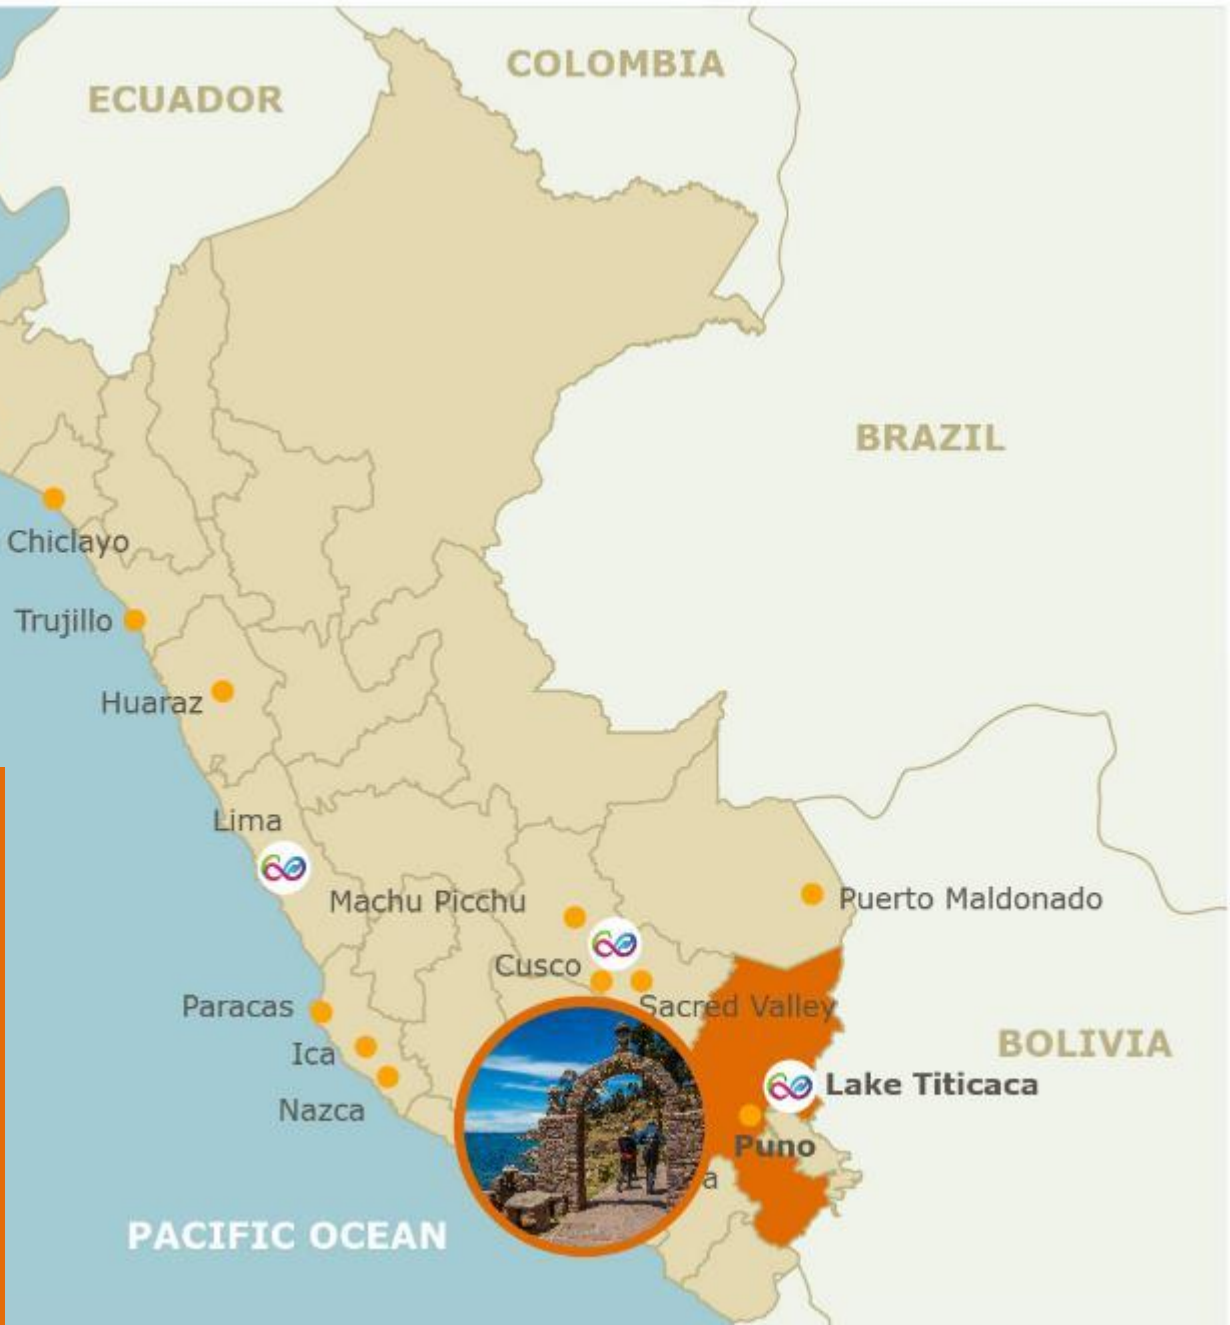 COLOMBIA
ECUADOR
BRAZIL
Chiclayo
Trujillo
Huaraz
Lima
Machu Picchu
Puerto Maldonado
Cusco
Sacred Valley
Paracas
Ica
BOLIVIA
Lake Titicaca
Nazca
Puno
a
PACIFIC OCEAN